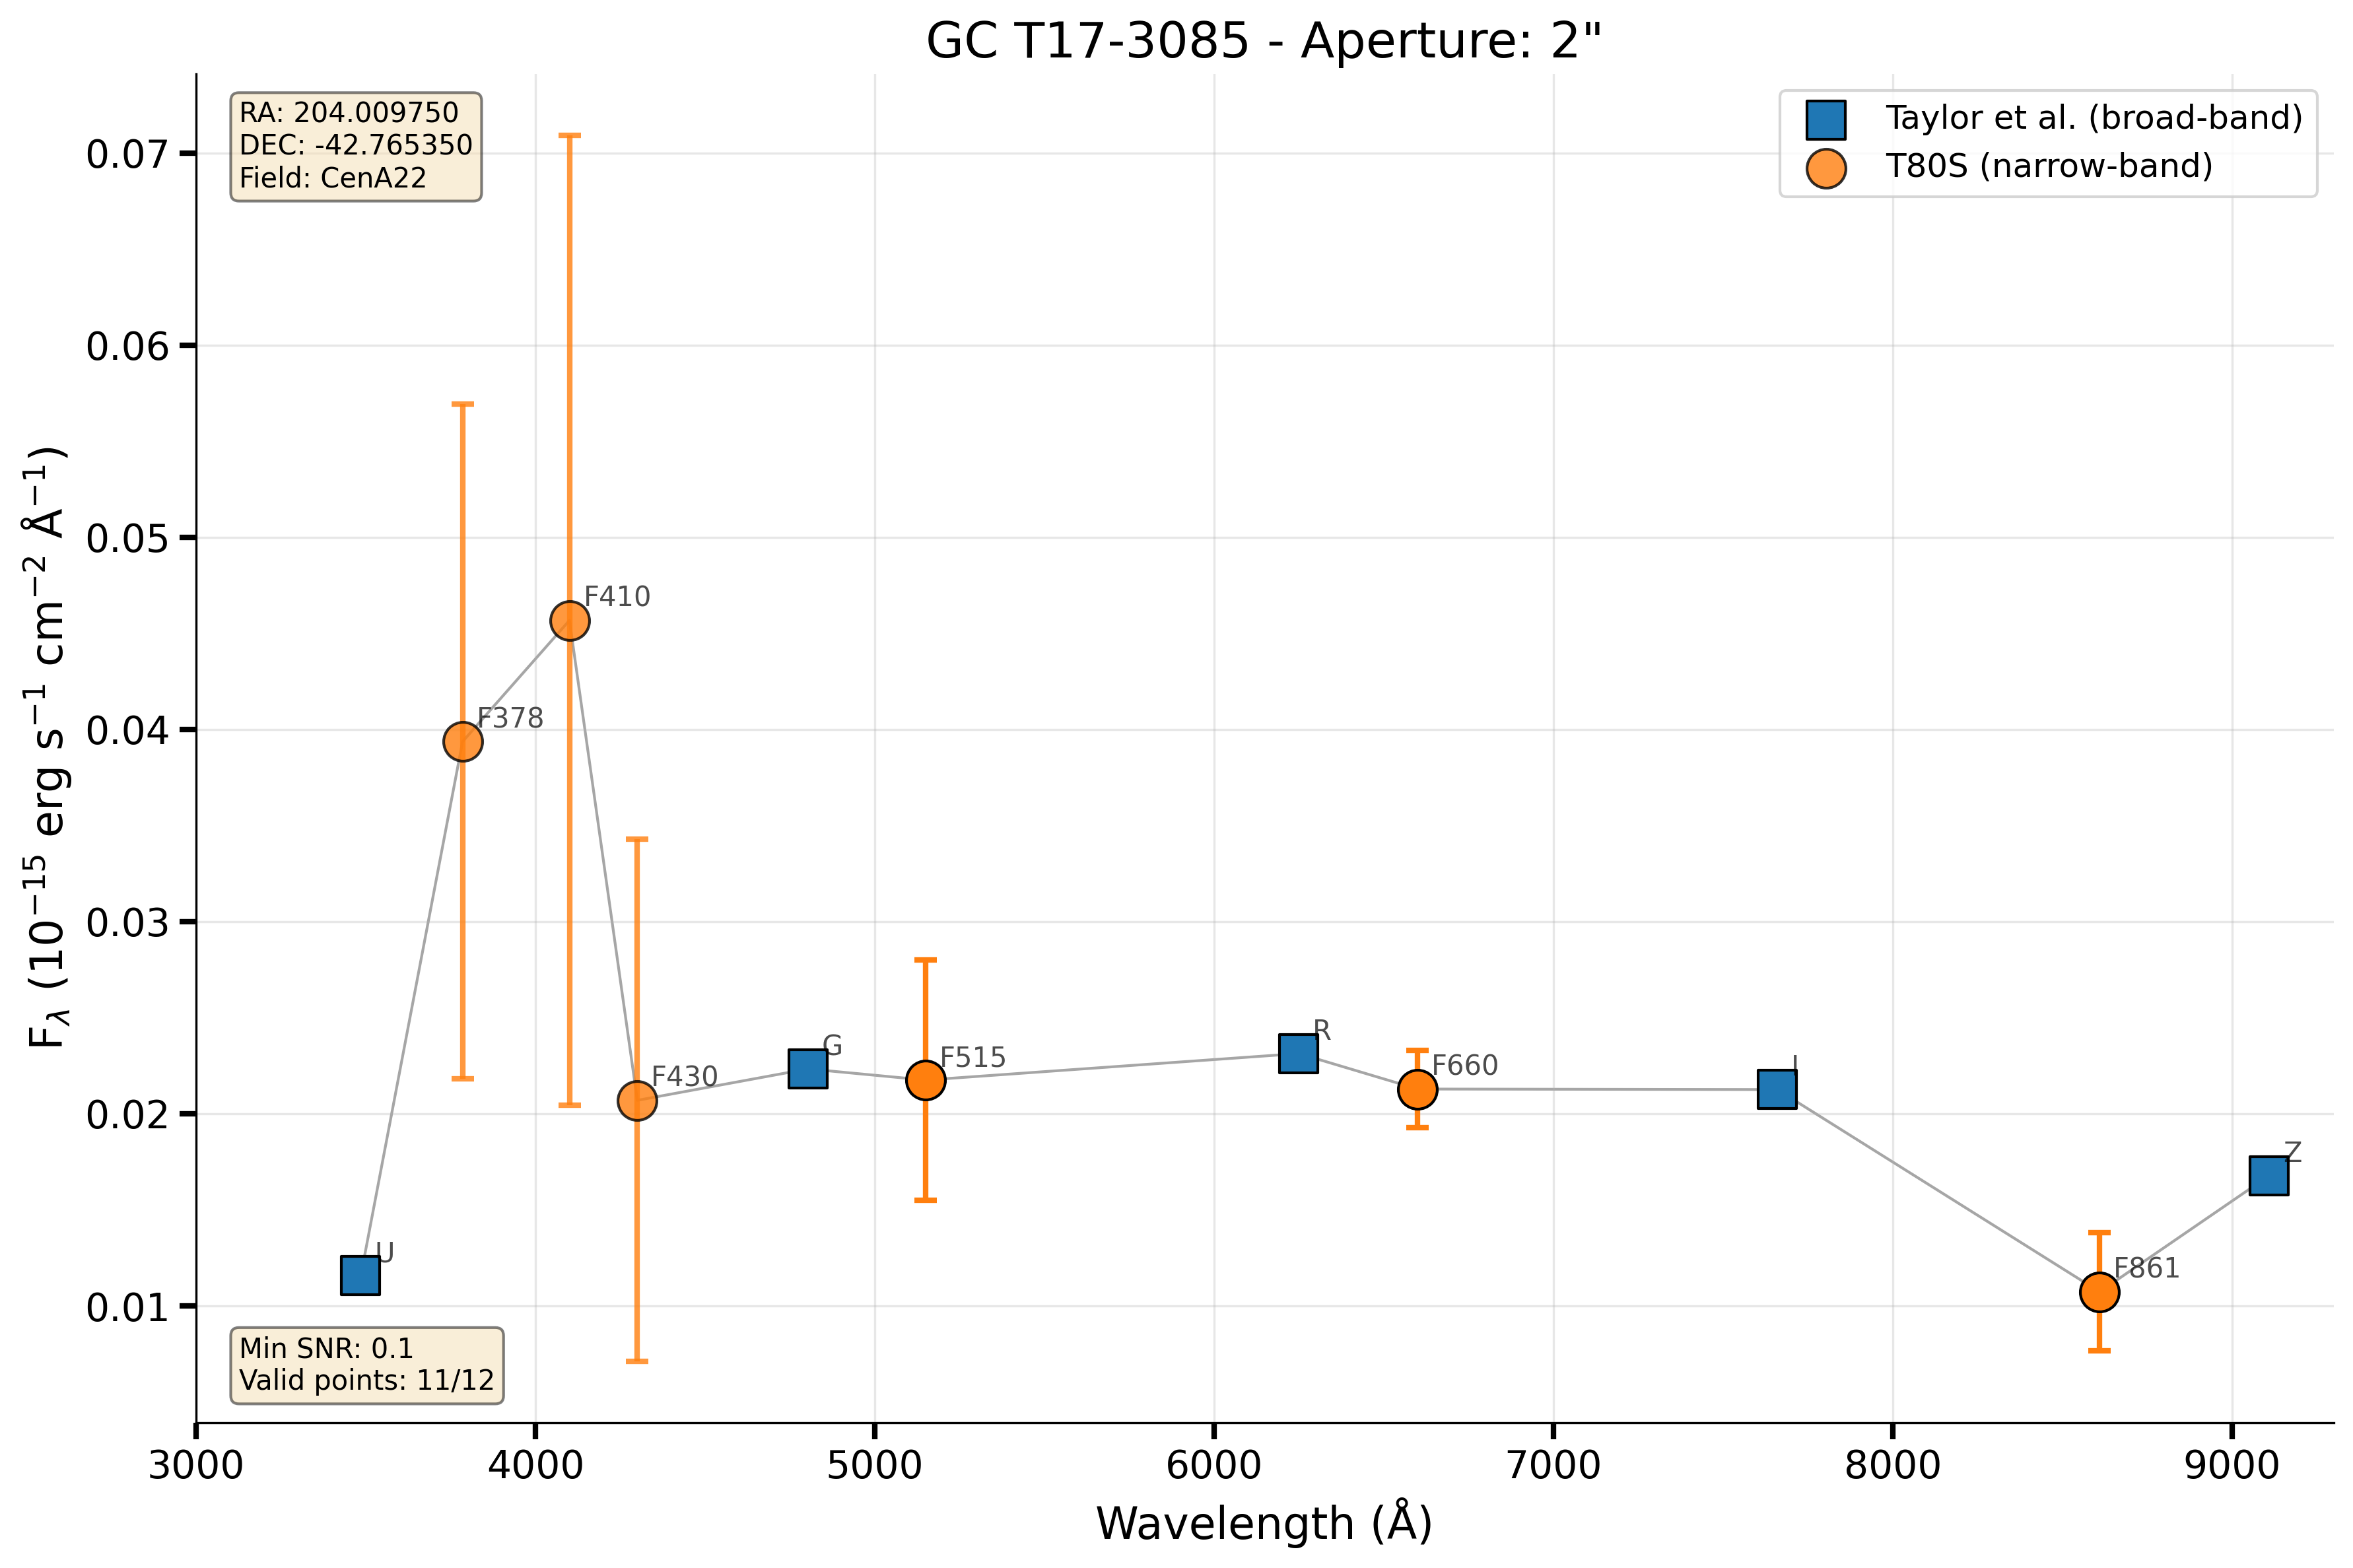 GC T17-3085 - Aperture: 2"
RA: 204.009750
DEC: -42.765350
Field: CenA22
Taylor et al. (broad-band)
T80S (narrow-band)
F$_{λ}$ (10$^{−15}$ erg s$^{−1}$ cm$^{−2}$ Å$^{−1}$)
0.07
0.06
0.05
0.04
0.03
0.02
0.01
U
F378
F410
F430
G
F515
R
F660
I
F861
Z
Min SNR: 0.1
Valid points: 11/12
3000 4000 5000 6000 7000 8000 9000
Wavelength (Å)